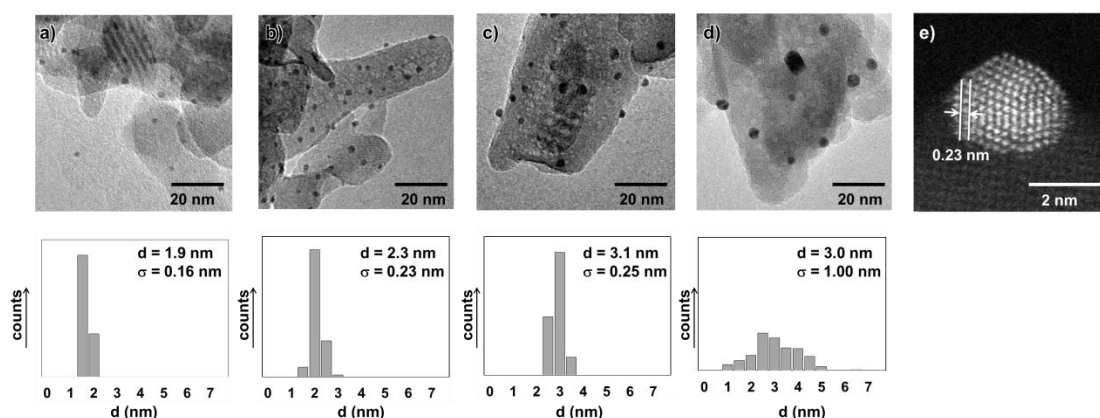 a)
b)
c)
d)
e)
20 nm
20 nm
20 nm
20 nm
0.23 nm
2 nm
d = 1.9 nm
σ = 0.16 nm
counts
0 1 2 3 4 5 6 7
d (nm)
d = 2.3 nm
σ = 0.23 nm
counts
0 1 2 3 4 5 6 7
d (nm)
d = 3.1 nm
σ = 0.25 nm
counts
0 1 2 3 4 5 6 7
d (nm)
d = 3.0 nm
σ = 1.00 nm
counts
0 1 2 3 4 5 6 7
d (nm)